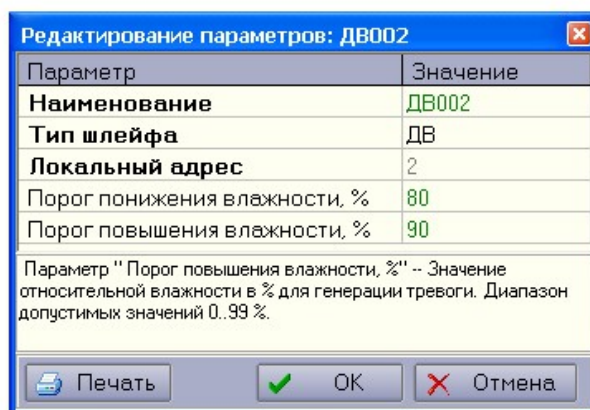 Редактирование параметров: ДВ002
Параметр Значение
Наименование ДВ002
Тип шлейфа ДВ
Локальный адрес 2
Порог понижения влажности, % 80
Порог повышения влажности, % 90
Параметр " Порог повышения влажности, %" -- Значение
относительной влажности в % для генерации тревоги. Диапазон
допустимых значений 0..99 %.
Печать OK Отмена